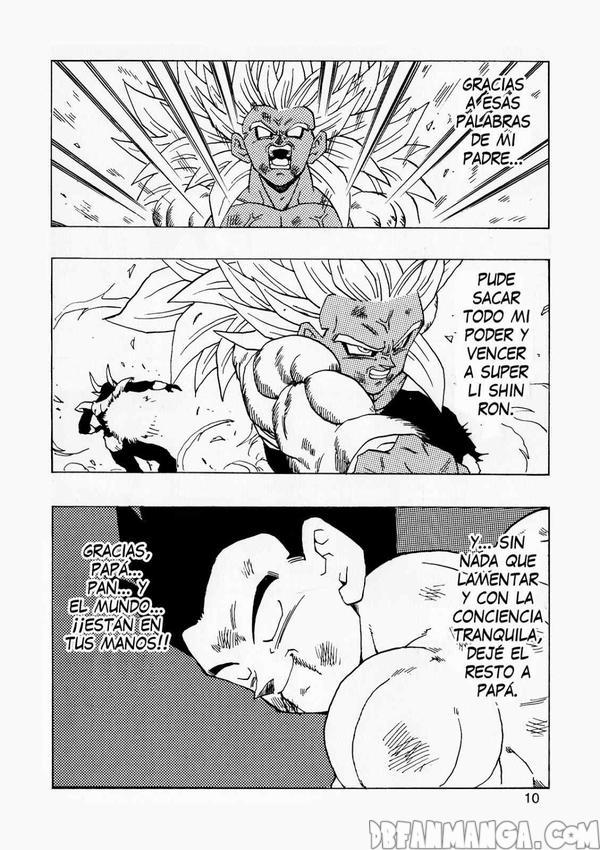 GRACIAS
A ESAS
PALABRAS
DE MI
PADRE...
PUDE
SACAR
TODO MI
PODER Y
VENCER
A SUPER
LI SHIN
RON.
GRACIAS,
PAPÁ...
PAN... Y
EL MUNDO...
¡¡ESTÁN EN
TUS MANOS!!
Y... SIN
NADA QUE
LAMENTAR
Y CON LA
CONCIENCIA
TRANQUILA,
DEJÉ EL
RESTO A
PAPÁ.
10
DBFANMANGA.COM